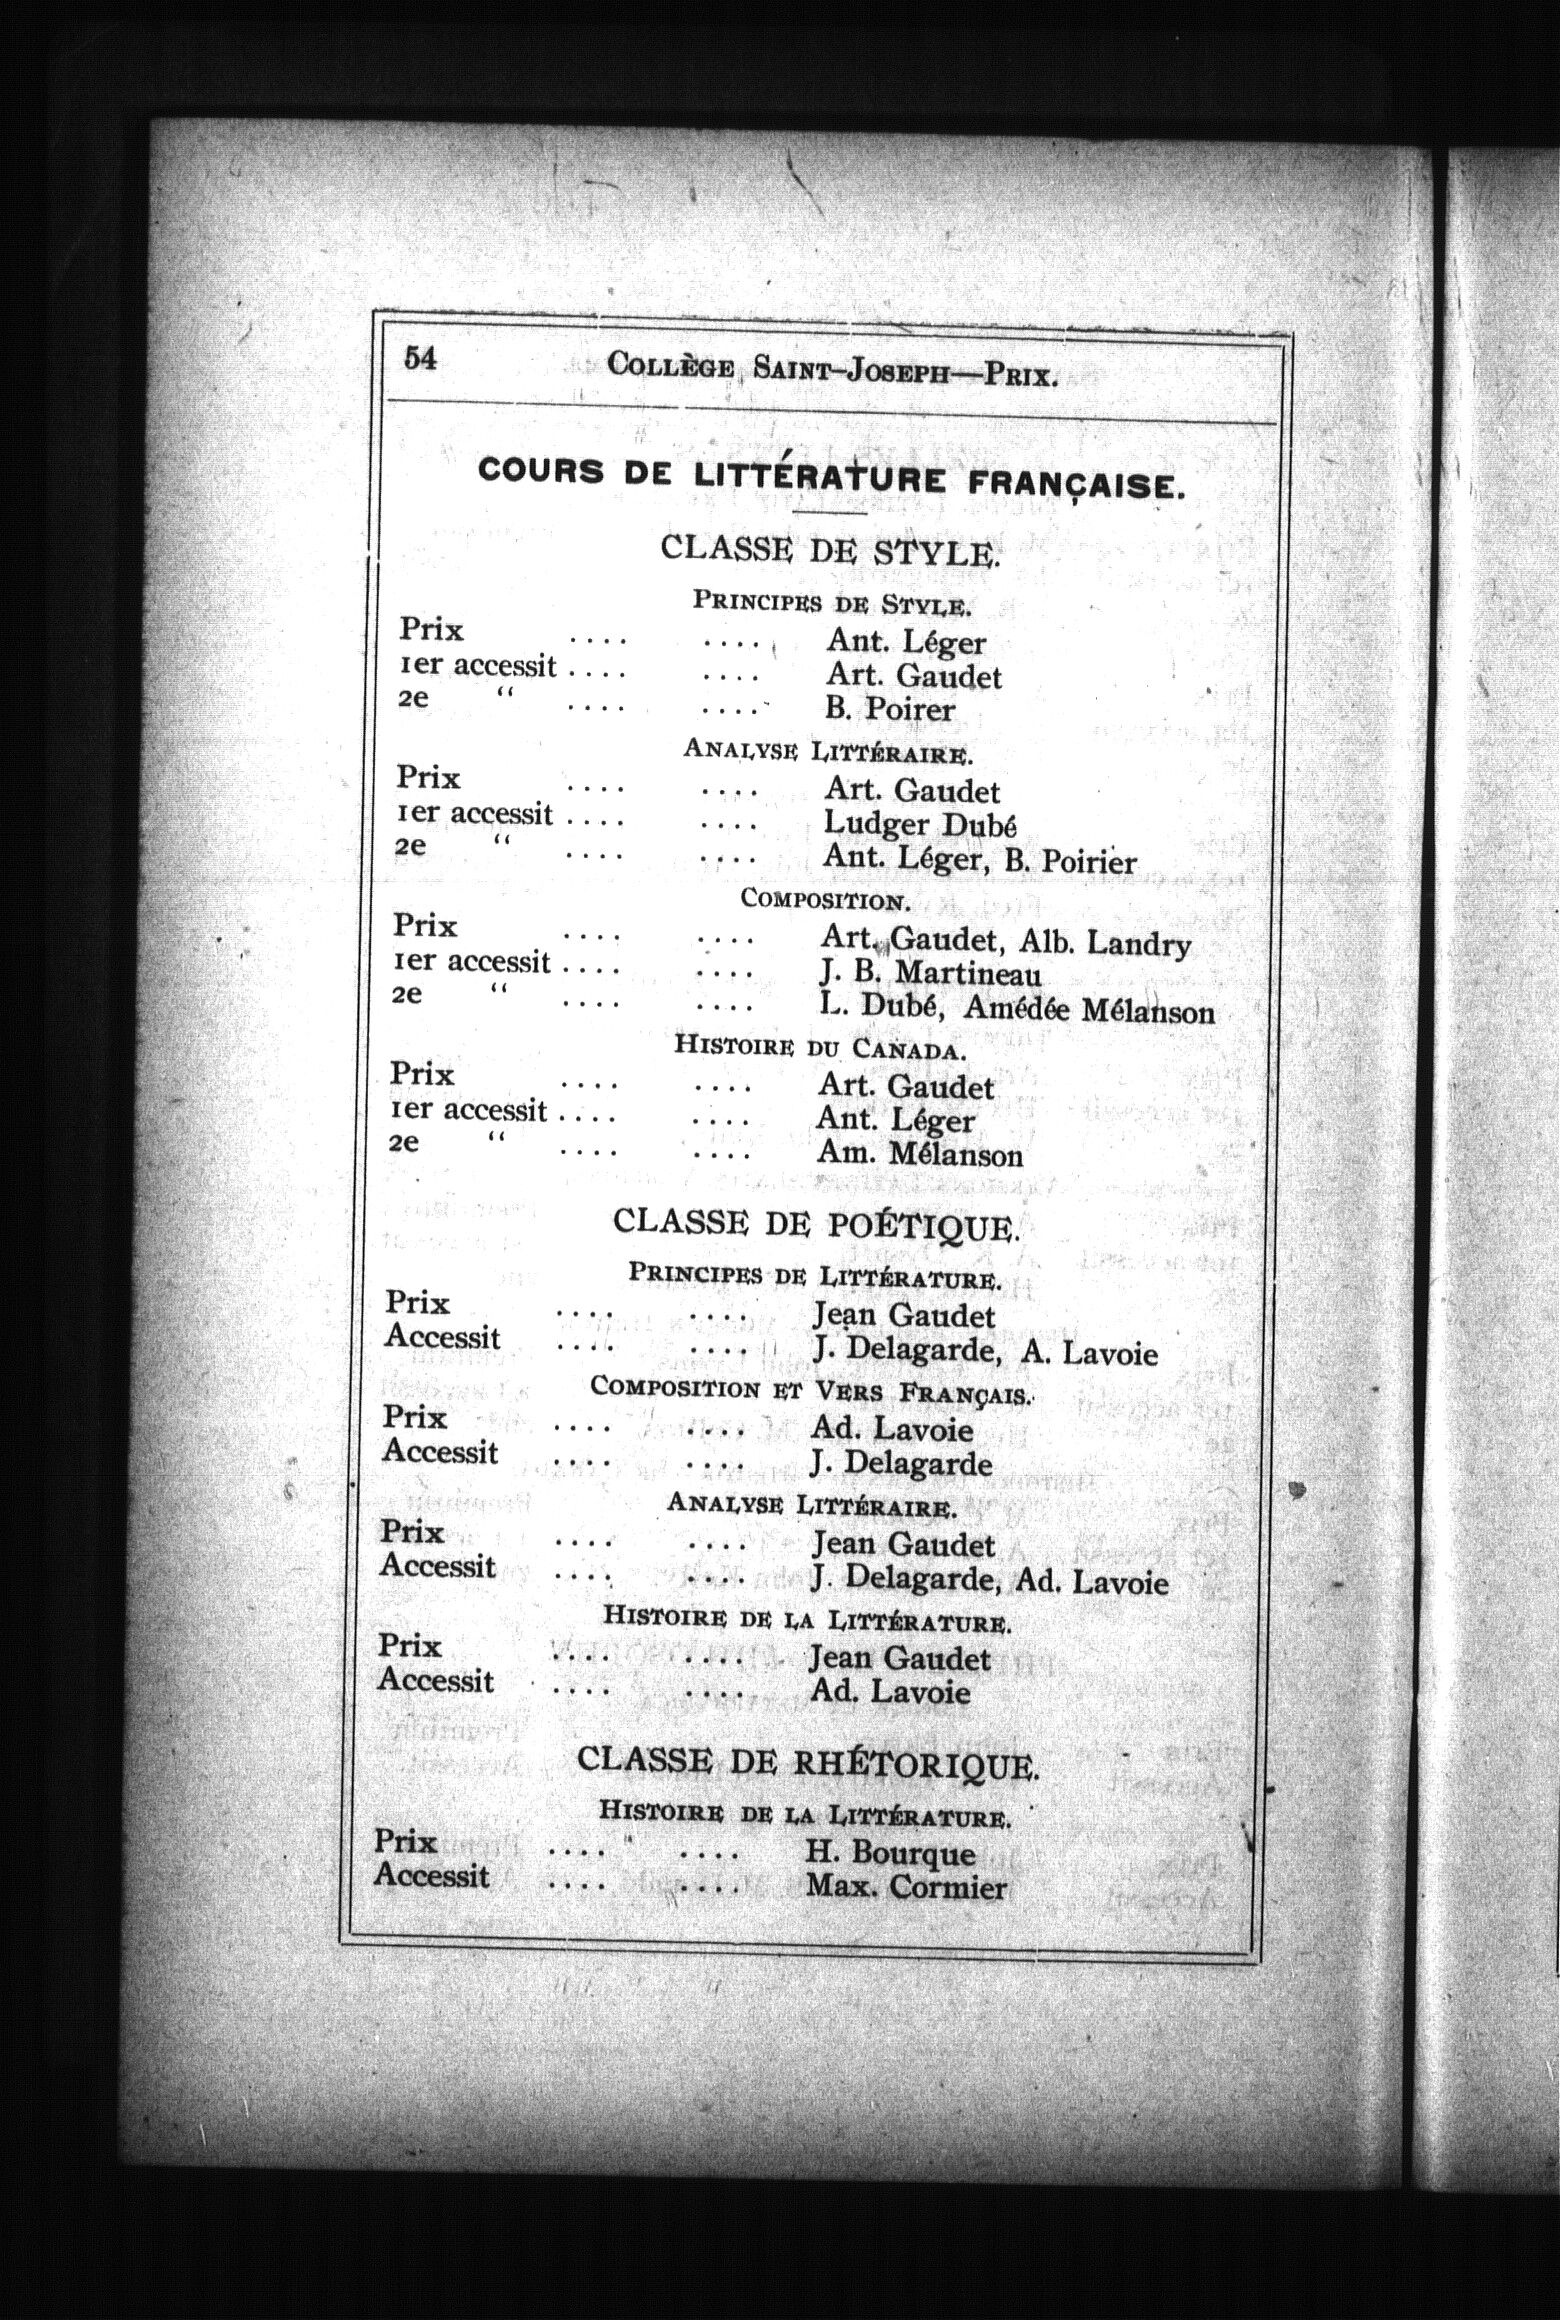 54 COLLÈGE SAINT-JOSEPH—PRIX.
COURS DE LITTÉRATURE FRANÇAISE.
CLASSE DE STYLE.
PRINCIPES DE STYLE.
Prix .... .... Ant. Léger
1er accessit .... .... Art. Gaudet
2e " .... .... B. Poirer
ANALYSE LITTÉRAIRE.
Prix .... .... Art. Gaudet
1er accessit .... .... Ludger Dubé
2e " .... .... Ant. Léger, B. Poirier
COMPOSITION.
Prix .... .... Art. Gaudet, Alb. Landry
1er accessit .... .... J. B. Martineau
2e " .... .... L. Dubé, Amédée Mélanson
HISTOIRE DU CANADA.
Prix .... .... Art. Gaudet
1er accessit .... .... Ant. Léger
2e " .... .... Am. Mélanson
CLASSE DE POÉTIQUE.
PRINCIPES DE LITTÉRATURE.
Prix .... .... Jean Gaudet
Accessit .... .... J. Delagarde, A. Lavoie
COMPOSITION ET VERS FRANÇAIS.
Prix .... .... Ad. Lavoie
Accessit .... .... J. Delagarde
ANALYSE LITTÉRAIRE.
Prix .... .... Jean Gaudet
Accessit .... .... J. Delagarde, Ad. Lavoie
HISTOIRE DE LA LITTÉRATURE.
Prix .... .... Jean Gaudet
Accessit .... .... Ad. Lavoie
CLASSE DE RHÉTORIQUE.
HISTOIRE DE LA LITTÉRATURE.
Prix .... .... H. Bourque
Accessit .... .... Max. Cormier